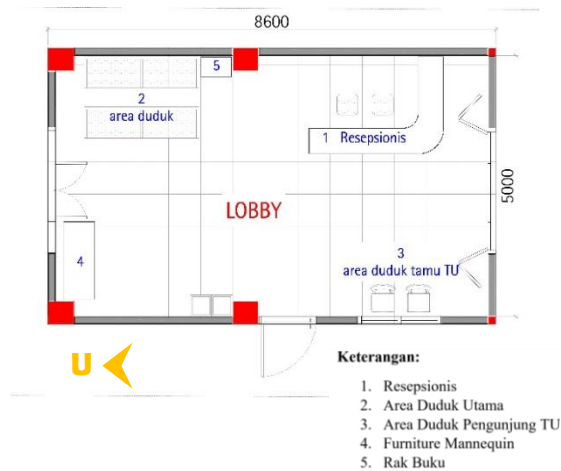 8600
5
2
area duduk
1 Resepsionis
5000
LOBBY
3
area duduk tamu TU
4
U
Keterangan:
1. Resepsionis
2. Area Duduk Utama
3. Area Duduk Pengunjung TU
4. Furniture Mannequin
5. Rak Buku